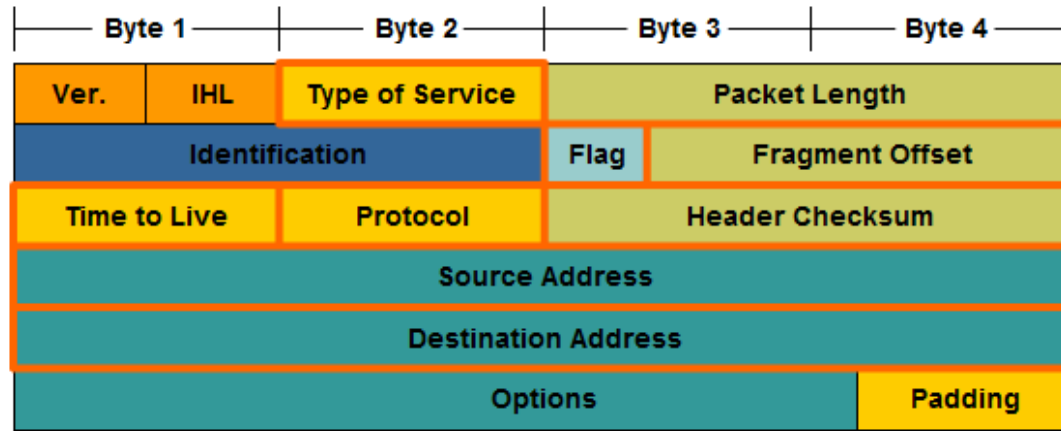 Byte 1 Byte 2 Byte 3 Byte 4
Ver. IHL Type of Service Packet Length
Identification Flag Fragment Offset
Time to Live Protocol Header Checksum
Source Address
Destination Address
Options Padding